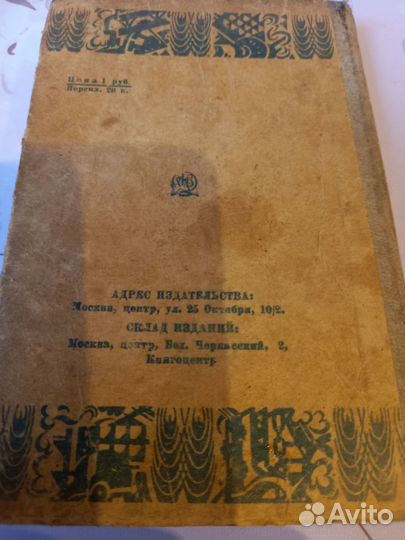 Цена 1 руб.
Перепл. 20 к.
АДРЕС ИЗДАТЕЛЬСТВА:
Москва, центр, ул. 25 Октября, 10/2.
СКЛАД ИЗДАНИЙ:
Москва, центр, Бол. Черкасский, 2,
Книгоцентр
Avito